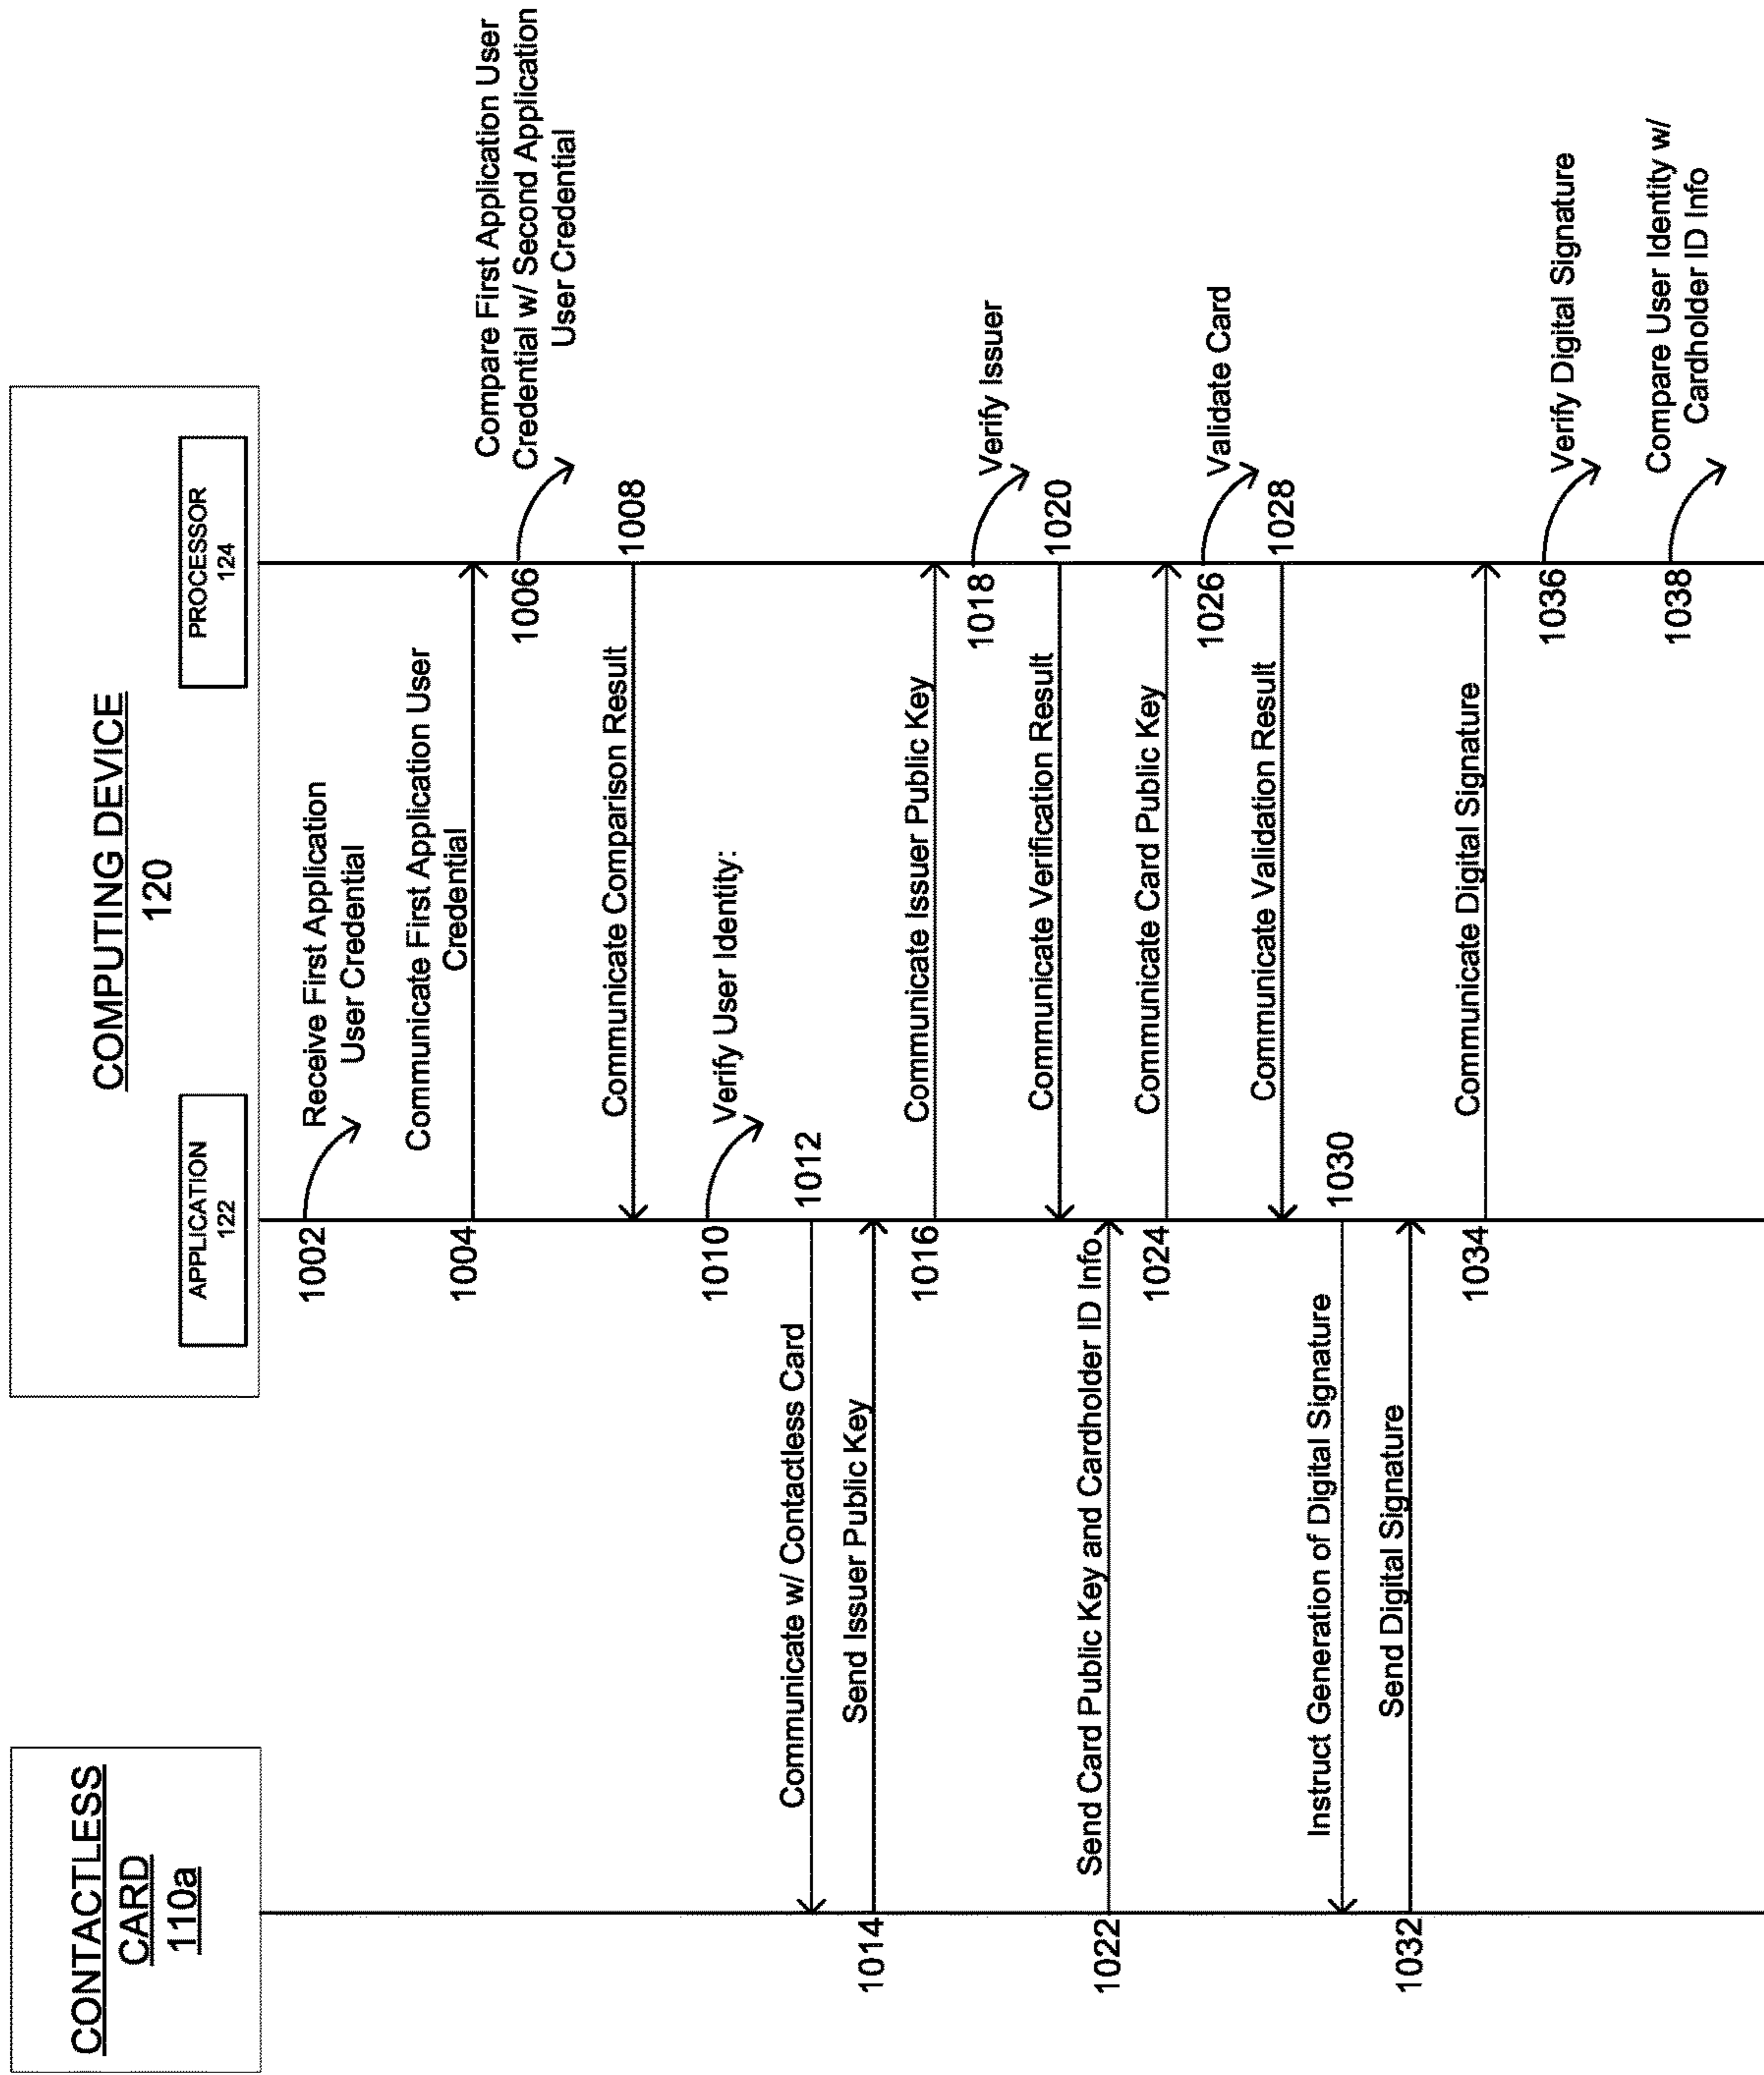 CONTACTLESS
CARD
110a
COMPUTING DEVICE
120
APPLICATION
122
PROCESSOR
124
1002
Receive First Application
User Credential
1004
Communicate First Application User
Credential
1006
Compare First Application User
Credential w/ Second Application
User Credential
Communicate Comparison Result
1008
1010
Verify User Identity:
Communicate w/ Contactless Card
1012
1014
Send Issuer Public Key
1016
Communicate Issuer Public Key
1018
Verify Issuer
Communicate Verification Result
1020
1022
Send Card Public Key and Cardholder ID Info
1024
Communicate Card Public Key
1026
Validate Card
Communicate Validation Result
1028
Instruct Generation of Digital Signature
1030
1032
Send Digital Signature
1034
Communicate Digital Signature
1036
Verify Digital Signature
1038
Compare User Identity w/
Cardholder ID Info